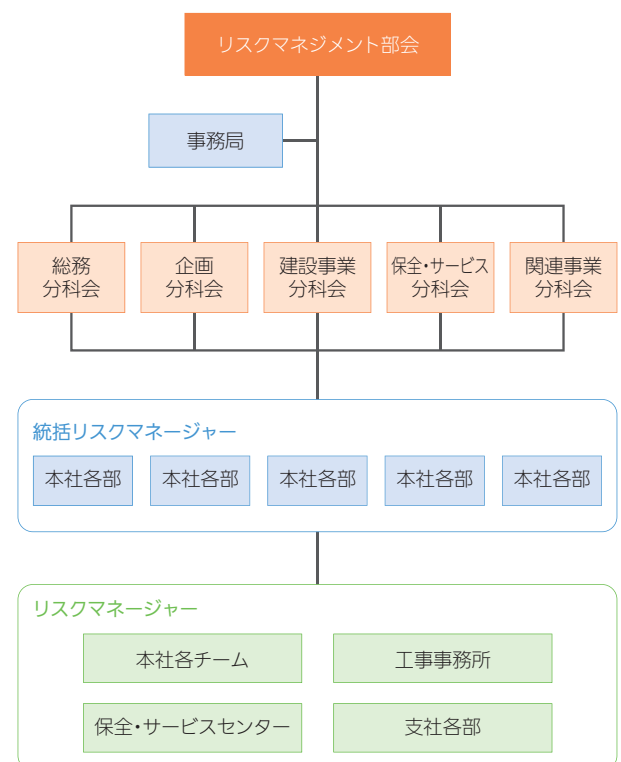 リスクマネジメント部会
事務局
総務
分科会
企画
分科会
建設事業
分科会
保全・サービス
分科会
関連事業
分科会
統括リスクマネージャー
本社各部
本社各部
本社各部
本社各部
本社各部
リスクマネージャー
本社各チーム
工事事務所
保全・サービスセンター
支社各部